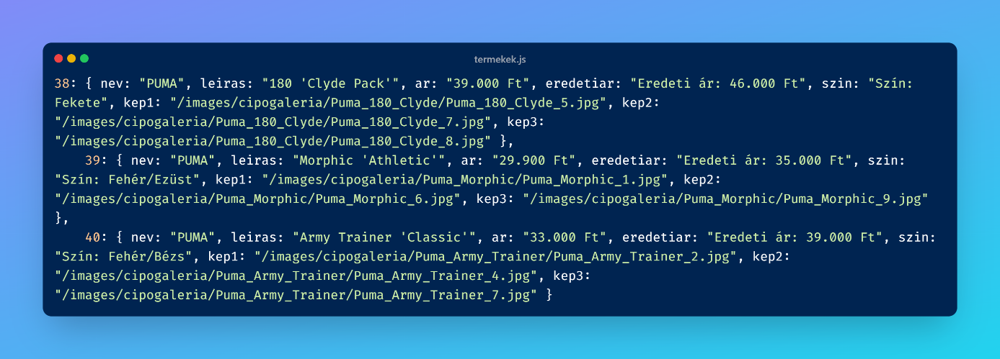 termekek.js
38: { nev: "PUMA", leiras: "180 'Clyde Pack'", ar: "39.000 Ft", eredetiar: "Eredeti ár: 46.000 Ft", szin: "Szín:
Fekete", kep1: "/images/cipogaleria/Puma_180_Clyde/Puma_180_Clyde_5.jpg", kep2:
"/images/cipogaleria/Puma_180_Clyde/Puma_180_Clyde_7.jpg", kep3:
"/images/cipogaleria/Puma_180_Clyde/Puma_180_Clyde_8.jpg" },
    39: { nev: "PUMA", leiras: "Morphic 'Athletic'", ar: "29.900 Ft", eredetiar: "Eredeti ár: 35.000 Ft", szin:
"Szín: Fehér/Ezüst", kep1: "/images/cipogaleria/Puma_Morphic/Puma_Morphic_1.jpg", kep2:
"/images/cipogaleria/Puma_Morphic/Puma_Morphic_6.jpg", kep3: "/images/cipogaleria/Puma_Morphic/Puma_Morphic_9.jpg"
},
    40: { nev: "PUMA", leiras: "Army Trainer 'Classic'", ar: "33.000 Ft", eredetiar: "Eredeti ár: 39.000 Ft", szin:
"Szín: Fehér/Bézs", kep1: "/images/cipogaleria/Puma_Army_Trainer/Puma_Army_Trainer_2.jpg", kep2:
"/images/cipogaleria/Puma_Army_Trainer/Puma_Army_Trainer_4.jpg", kep3:
"/images/cipogaleria/Puma_Army_Trainer/Puma_Army_Trainer_7.jpg" }